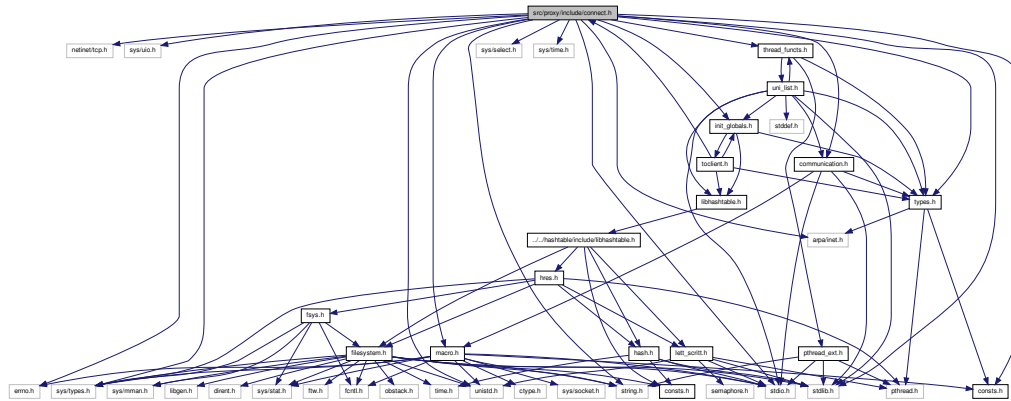 src/proxy/include/connect.h
netinet/tcp.h
sys/uio.h
sys/select.h
sys/time.h
thread_functs.h
uni_list.h
init_globals.h
stddef.h
toclient.h
communication.h
libhashtable.h
types.h
../../hashtable/include/libhashtable.h
arpa/inet.h
hres.h
fsys.h
filesystem.h
macro.h
hash.h
lett_scritt.h
pthread_ext.h
errno.h
sys/types.h
sys/mman.h
libgen.h
dirent.h
sys/stat.h
ftw.h
fcntl.h
obstack.h
time.h
unistd.h
ctype.h
sys/socket.h
string.h
consts.h
semaphore.h
stdio.h
stdlib.h
pthread.h
consts.h